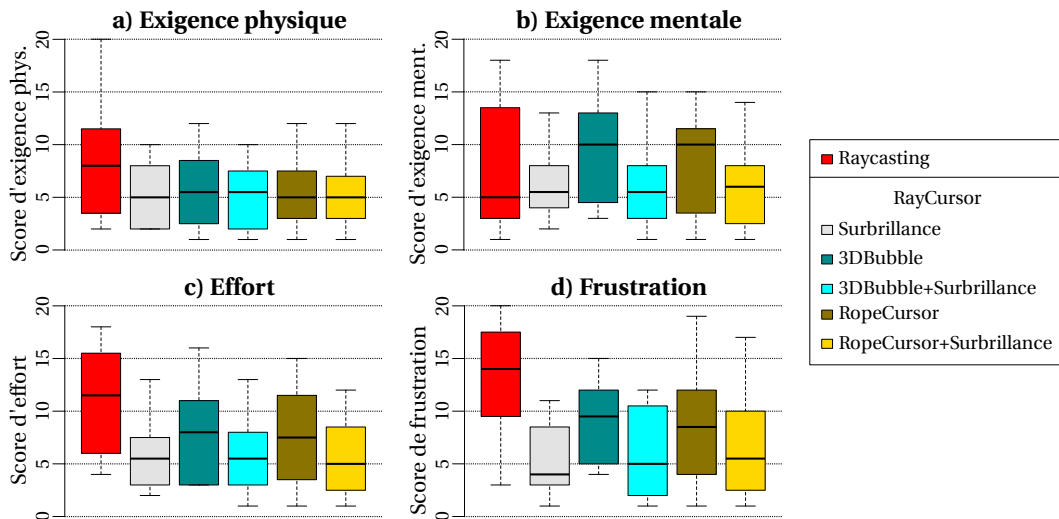 a) Exigence physique
Score d'exigence phys.
20
15
10
5
0
b) Exigence mentale
Score d'exigence ment.
20
15
10
5
0
c) Effort
Score d'effort
20
15
10
5
0
d) Frustration
Score de frustration
20
15
10
5
0
Raycasting
RayCursor
Surbrillance
3DBubble
3DBubble+Surbrillance
RopeCursor
RopeCursor+Surbrillance